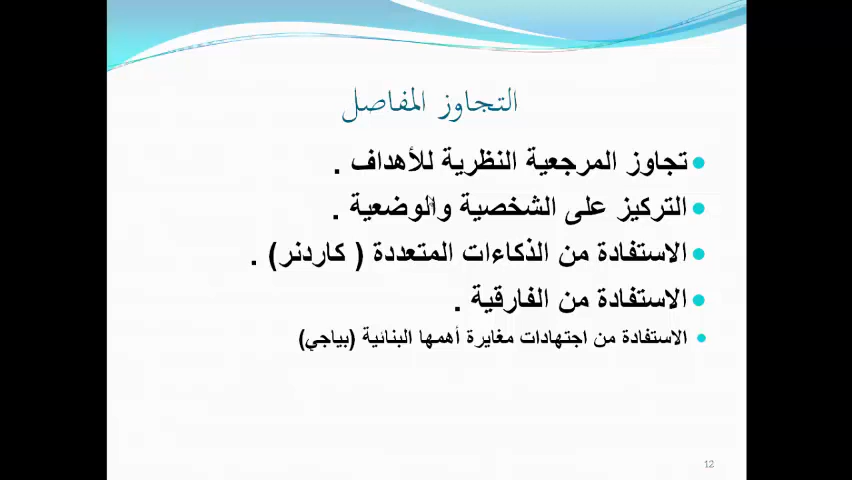 التجاوز المفاصل
تجاوز المرجعية النظرية للأهداف .
التركيز على الشخصية والوضعية .
الاستفادة من الذكاءات المتعددة ( كاردنر) .
الاستفادة من الفارقية .
الاستفادة من اجتهادات مغايرة أهمها البنائية (بياجي)
12